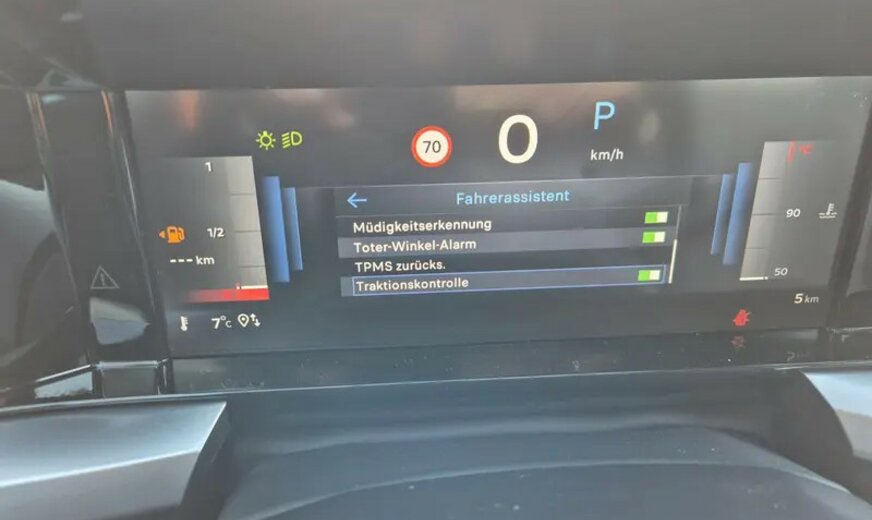 70
0
P
km/h
1
1/2
--- km
7°C
Fahrerassistent
Müdigkeitserkennung
Toter-Winkel-Alarm
TPMS zurücks.
Traktionskontrolle
°C
90
50
5 km